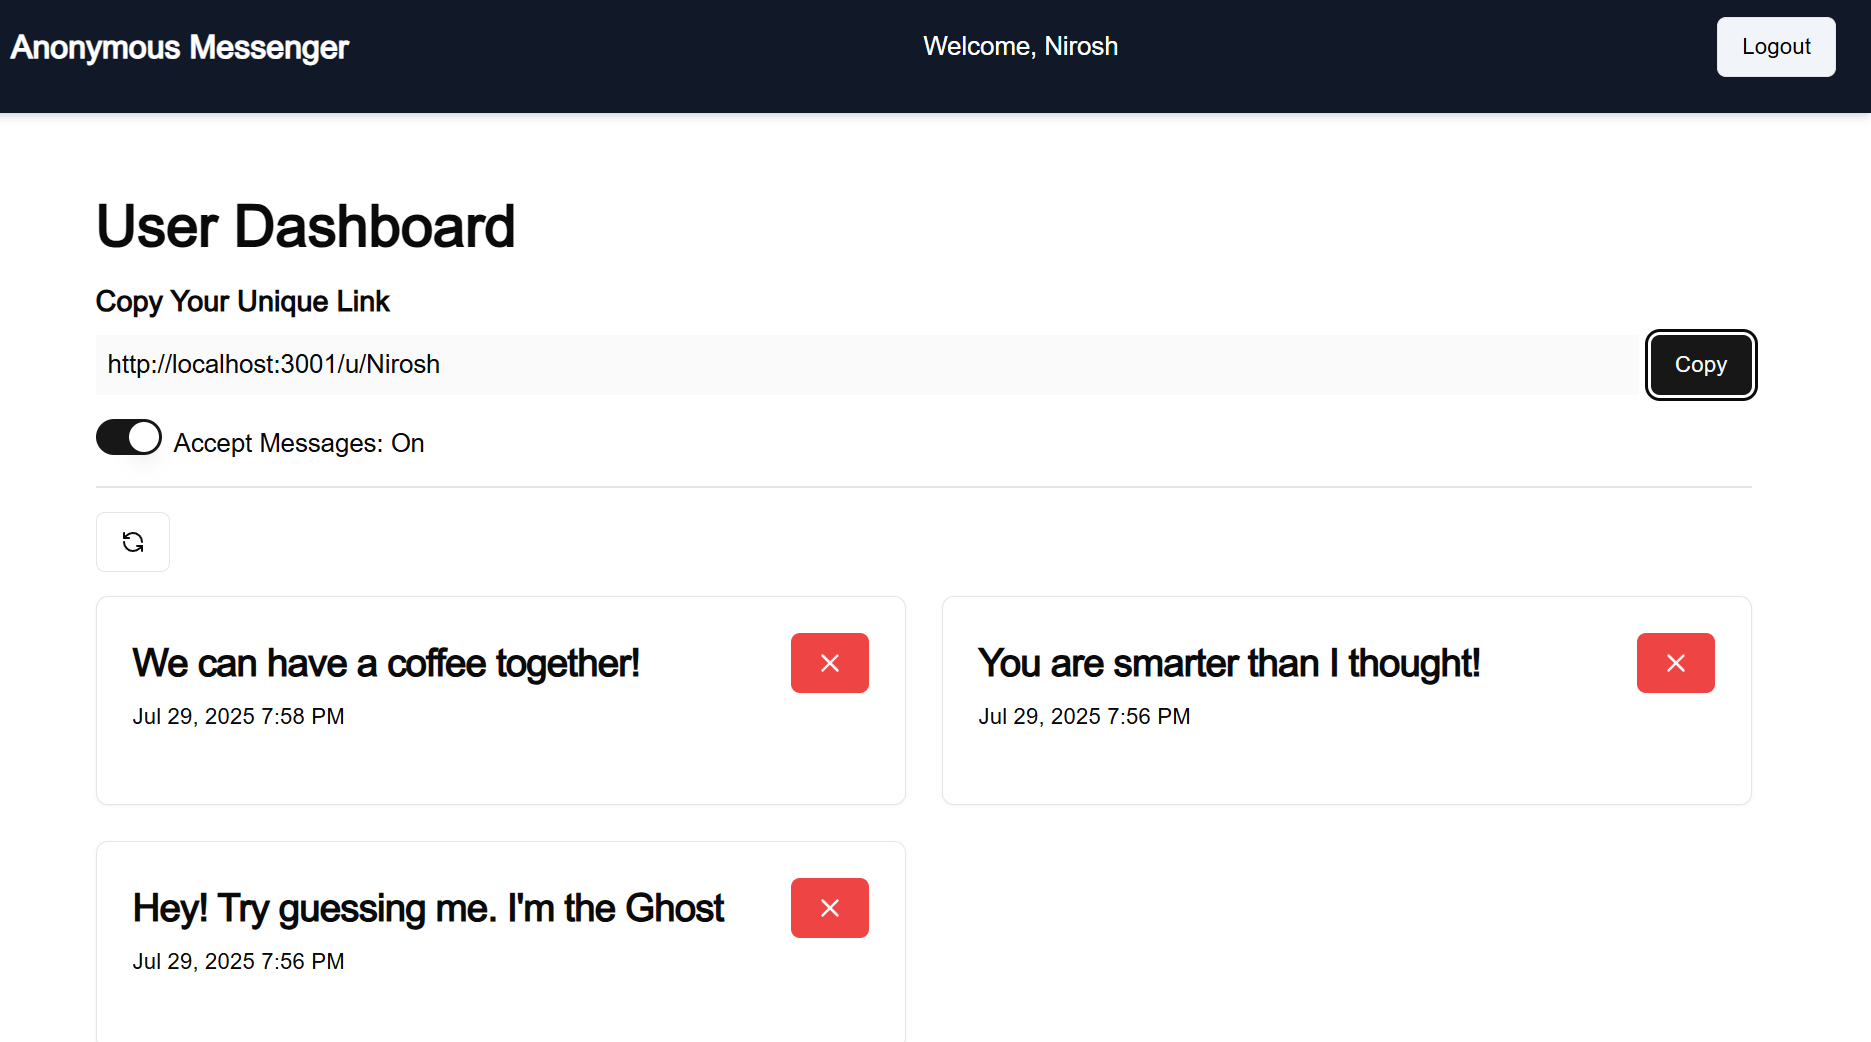 Anonymous Messenger
Welcome, Nirosh
Logout
User Dashboard
Copy Your Unique Link
http://localhost:3001/u/Nirosh
Copy
Accept Messages: On
We can have a coffee together!
Jul 29, 2025 7:58 PM
You are smarter than I thought!
Jul 29, 2025 7:56 PM
Hey! Try guessing me. I'm the Ghost
Jul 29, 2025 7:56 PM